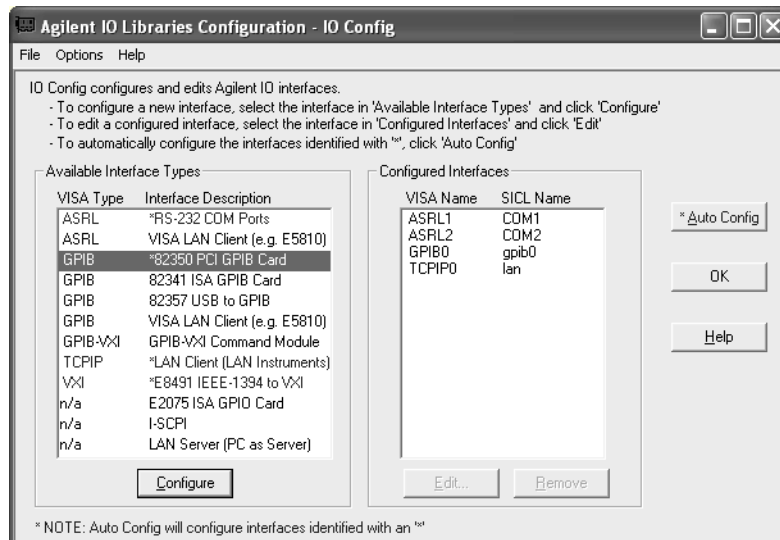 Agilent IO Libraries Configuration - IO Config
File Options Help
IO Config configures and edits Agilent IO interfaces.
- To configure a new interface, select the interface in 'Available Interface Types' and click 'Configure'
- To edit a configured interface, select the interface in 'Configured Interfaces' and click 'Edit'
- To automatically configure the interfaces identified with '*', click 'Auto Config'
Available Interface Types
VISA Type Interface Description
ASRL *RS-232 COM Ports
ASRL VISA LAN Client (e.g. E5810)
GPIB *82350 PCI GPIB Card
GPIB 82341 ISA GPIB Card
GPIB 82357 USB to GPIB
GPIB VISA LAN Client (e.g. E5810)
GPIB-VXI GPIB-VXI Command Module
TCPIP *LAN Client (LAN Instruments)
VXI *E8491 IEEE-1394 to VXI
n/a E2075 ISA GPIO Card
n/a I-SCPI
n/a LAN Server (PC as Server)
Configure
Configured Interfaces
VISA Name SICL Name
ASRL1 COM1
ASRL2 COM2
GPIB0 gpib0
TCPIP0 lan
Edit... Remove
* Auto Config
OK
Help
* NOTE: Auto Config will configure interfaces identified with an '*'